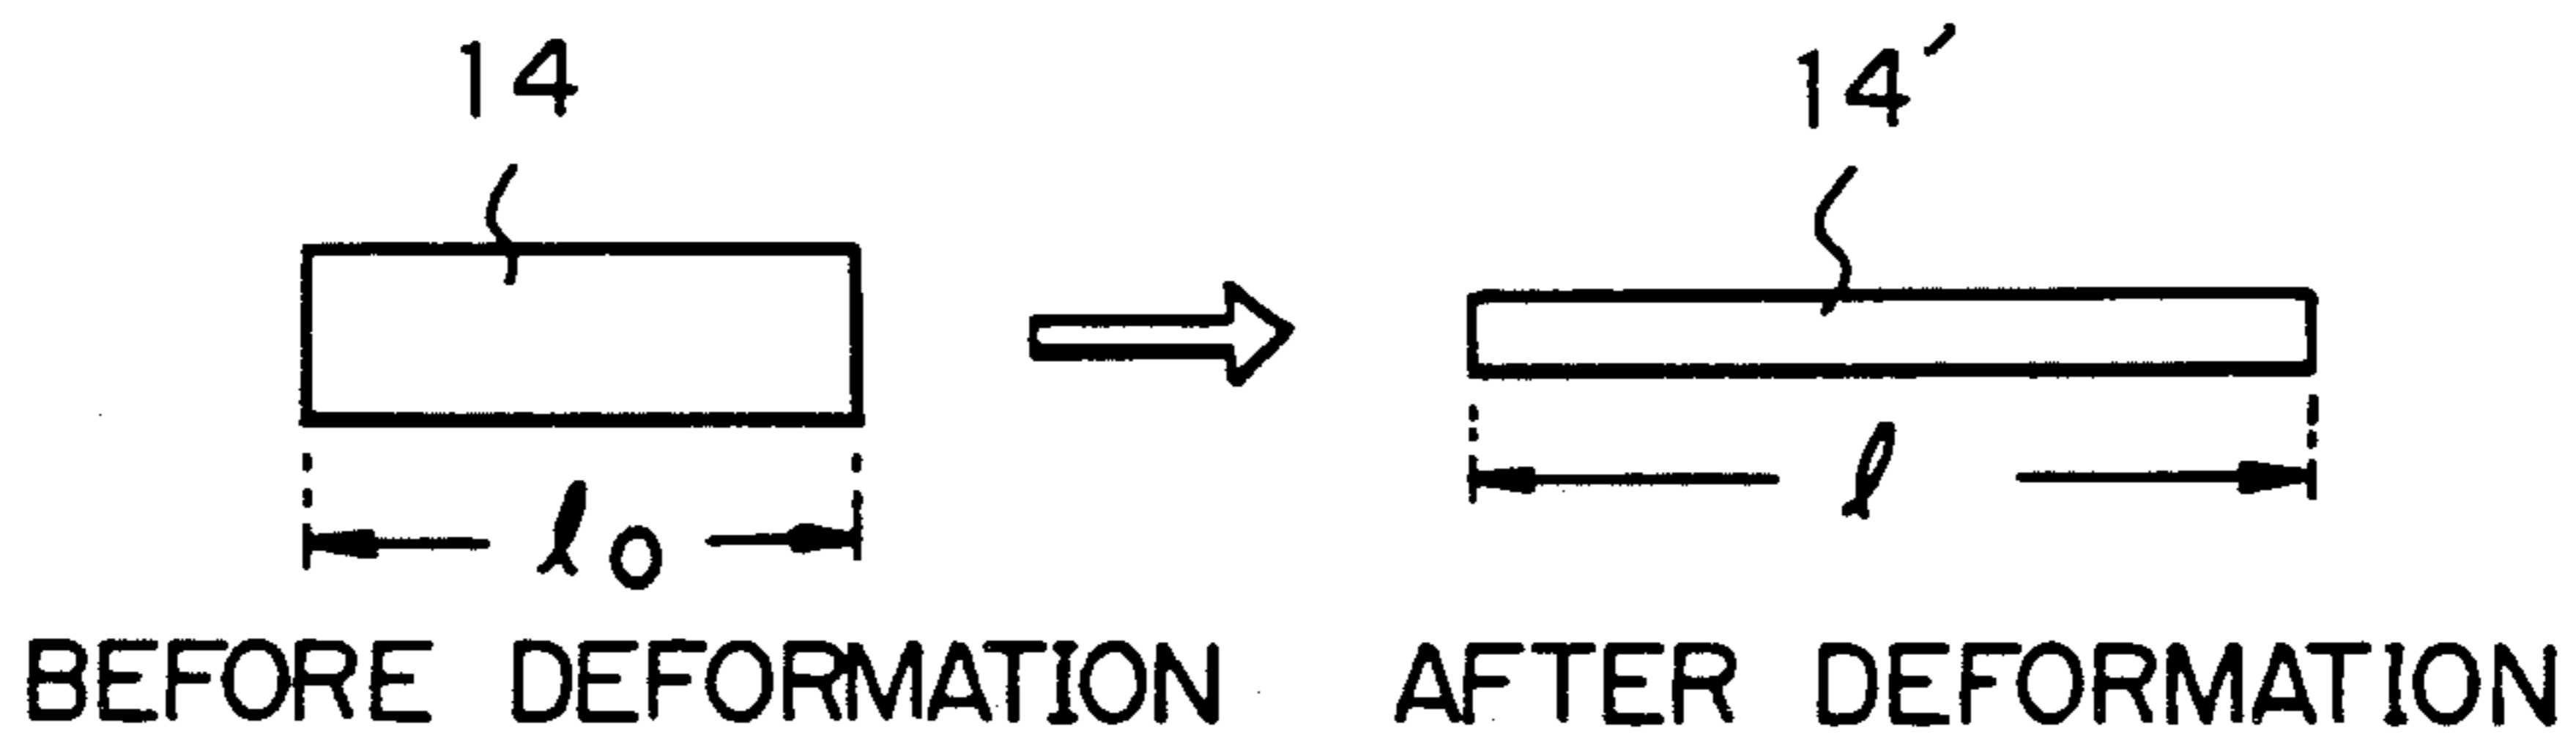 14 14′
l₀ l
BEFORE DEFORMATION AFTER DEFORMATION